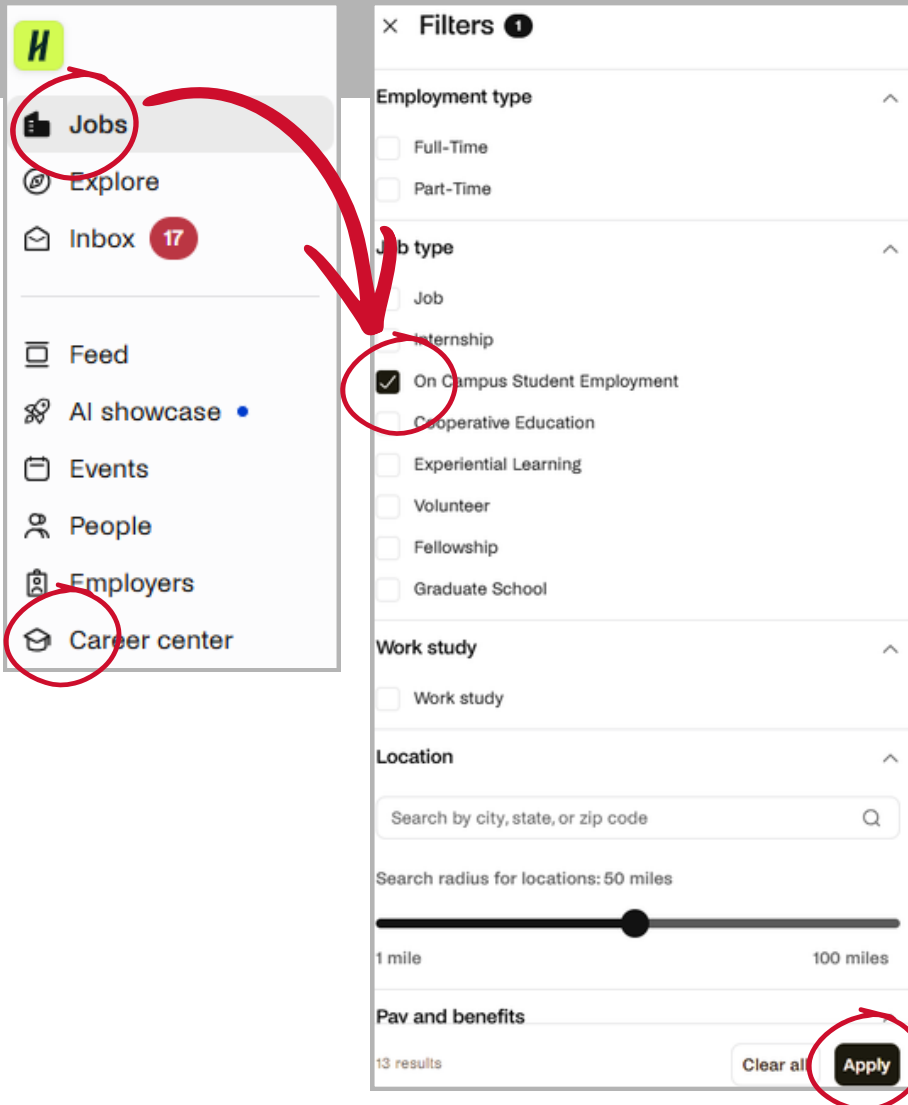 H
Jobs
Explore
Inbox 17
Feed
AI showcase
Events
People
Employers
Career center
Filters 1
Employment type
Full-Time
Part-Time
Job type
Job
Internship
On Campus Student Employment
Cooperative Education
Experiential Learning
Volunteer
Fellowship
Graduate School
Work study
Work study
Location
Search by city, state, or zip code
Search radius for locations: 50 miles
1 mile 100 miles
Pay and benefits
13 results Clear all Apply